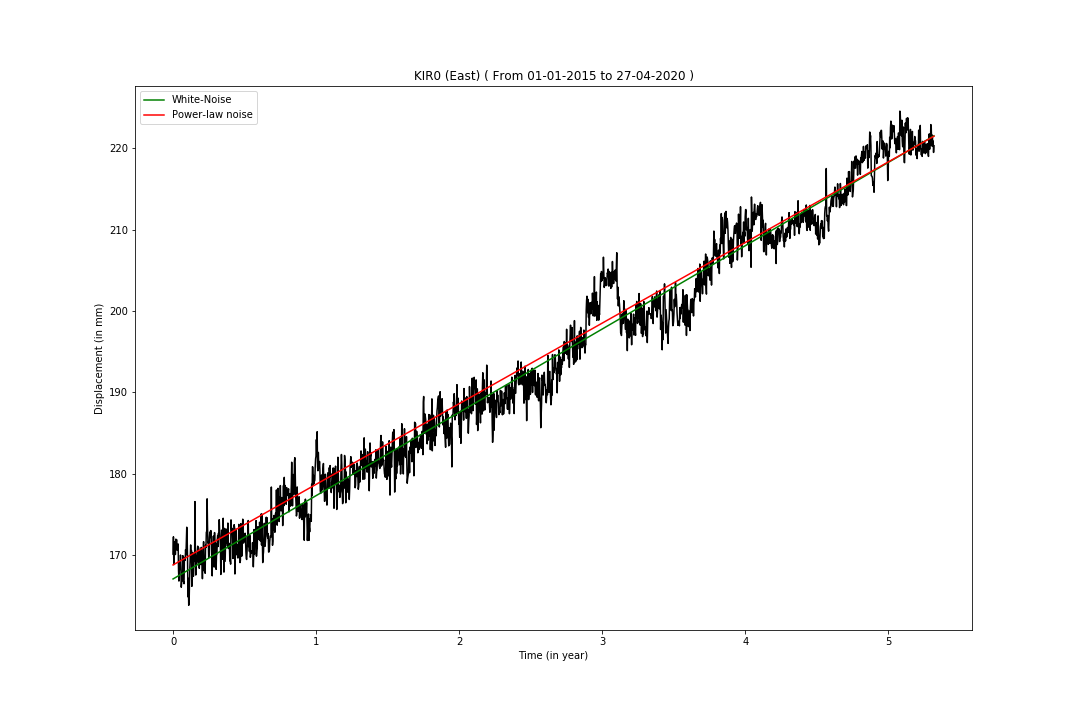 KIR0 (East) ( From 01-01-2015 to 27-04-2020 )
White-Noise
Power-law noise
220
210
200
190
180
170
Displacement (in mm)
0 1 2 3 4 5
Time (in year)